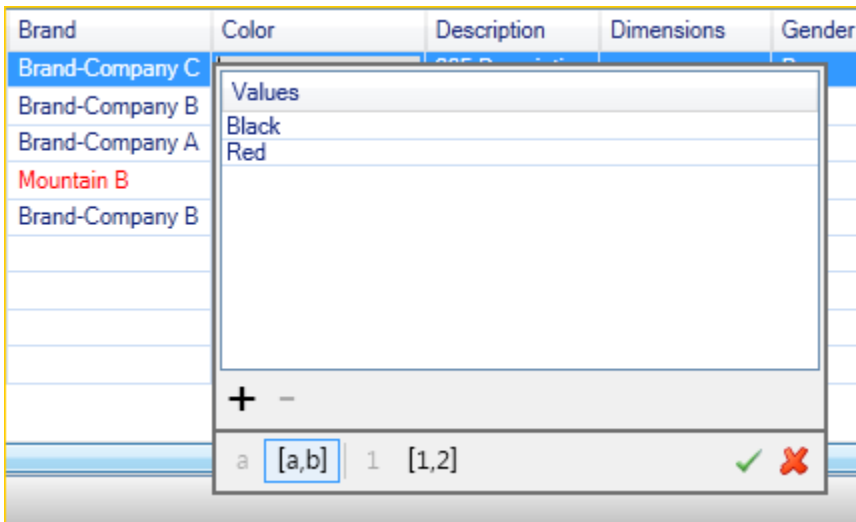 Brand Color Description Dimensions Gender
Brand-Company C
Values
Brand-Company B
Black
Brand-Company A
Red
Mountain B
Brand-Company B
+ −
a [a,b] 1 [1,2]